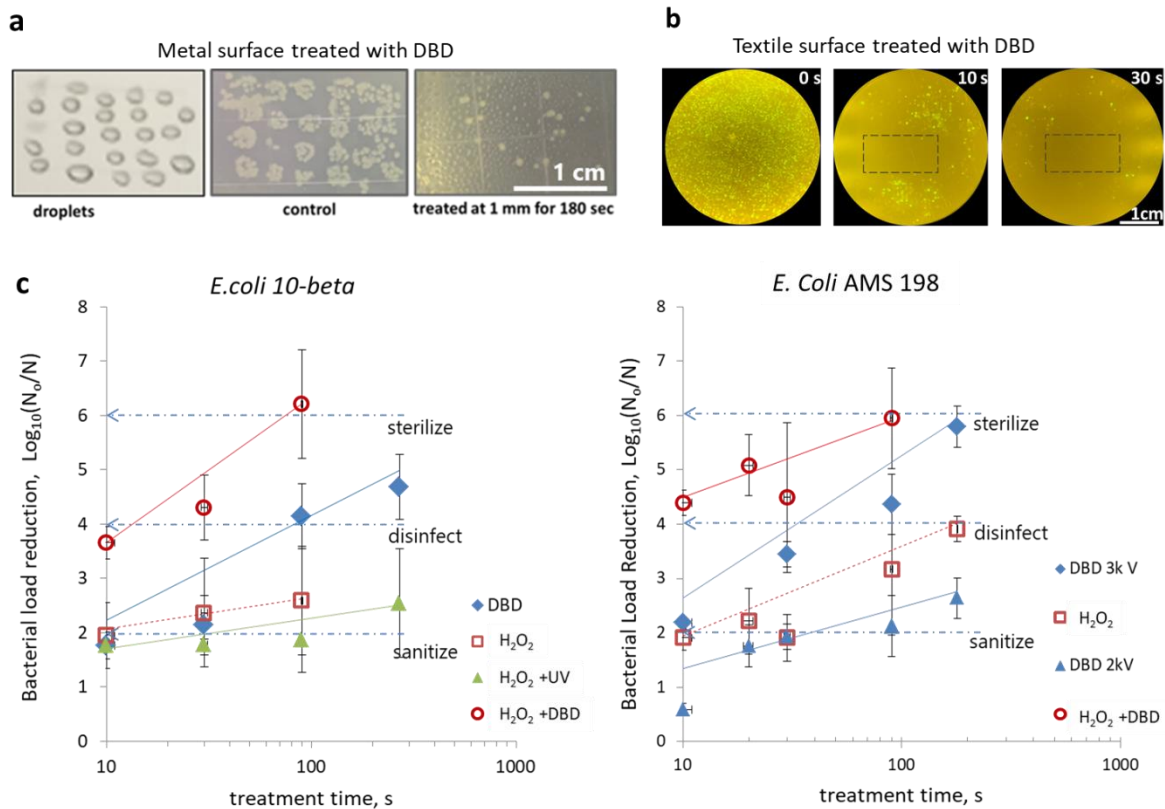 a
Metal surface treated with DBD
droplets
control
treated at 1 mm for 180 sec
1 cm
b
Textile surface treated with DBD
0 s
10 s
30 s
1cm
c
E.coli 10-beta
Bacterial load reduction, Log10(No/N)
8
7
6
5
4
3
2
1
0
10
100
1000
treatment time, s
sterilize
disinfect
sanitize
DBD
H₂O₂
H₂O₂ +UV
H₂O₂ +DBD
E. Coli AMS 198
Bacterial Load Reduction, Log10(No/N)
8
7
6
5
4
3
2
1
0
10
100
1000
treatment time, s
sterilize
disinfect
sanitize
DBD 3k V
H₂O₂
DBD 2kV
H₂O₂ +DBD